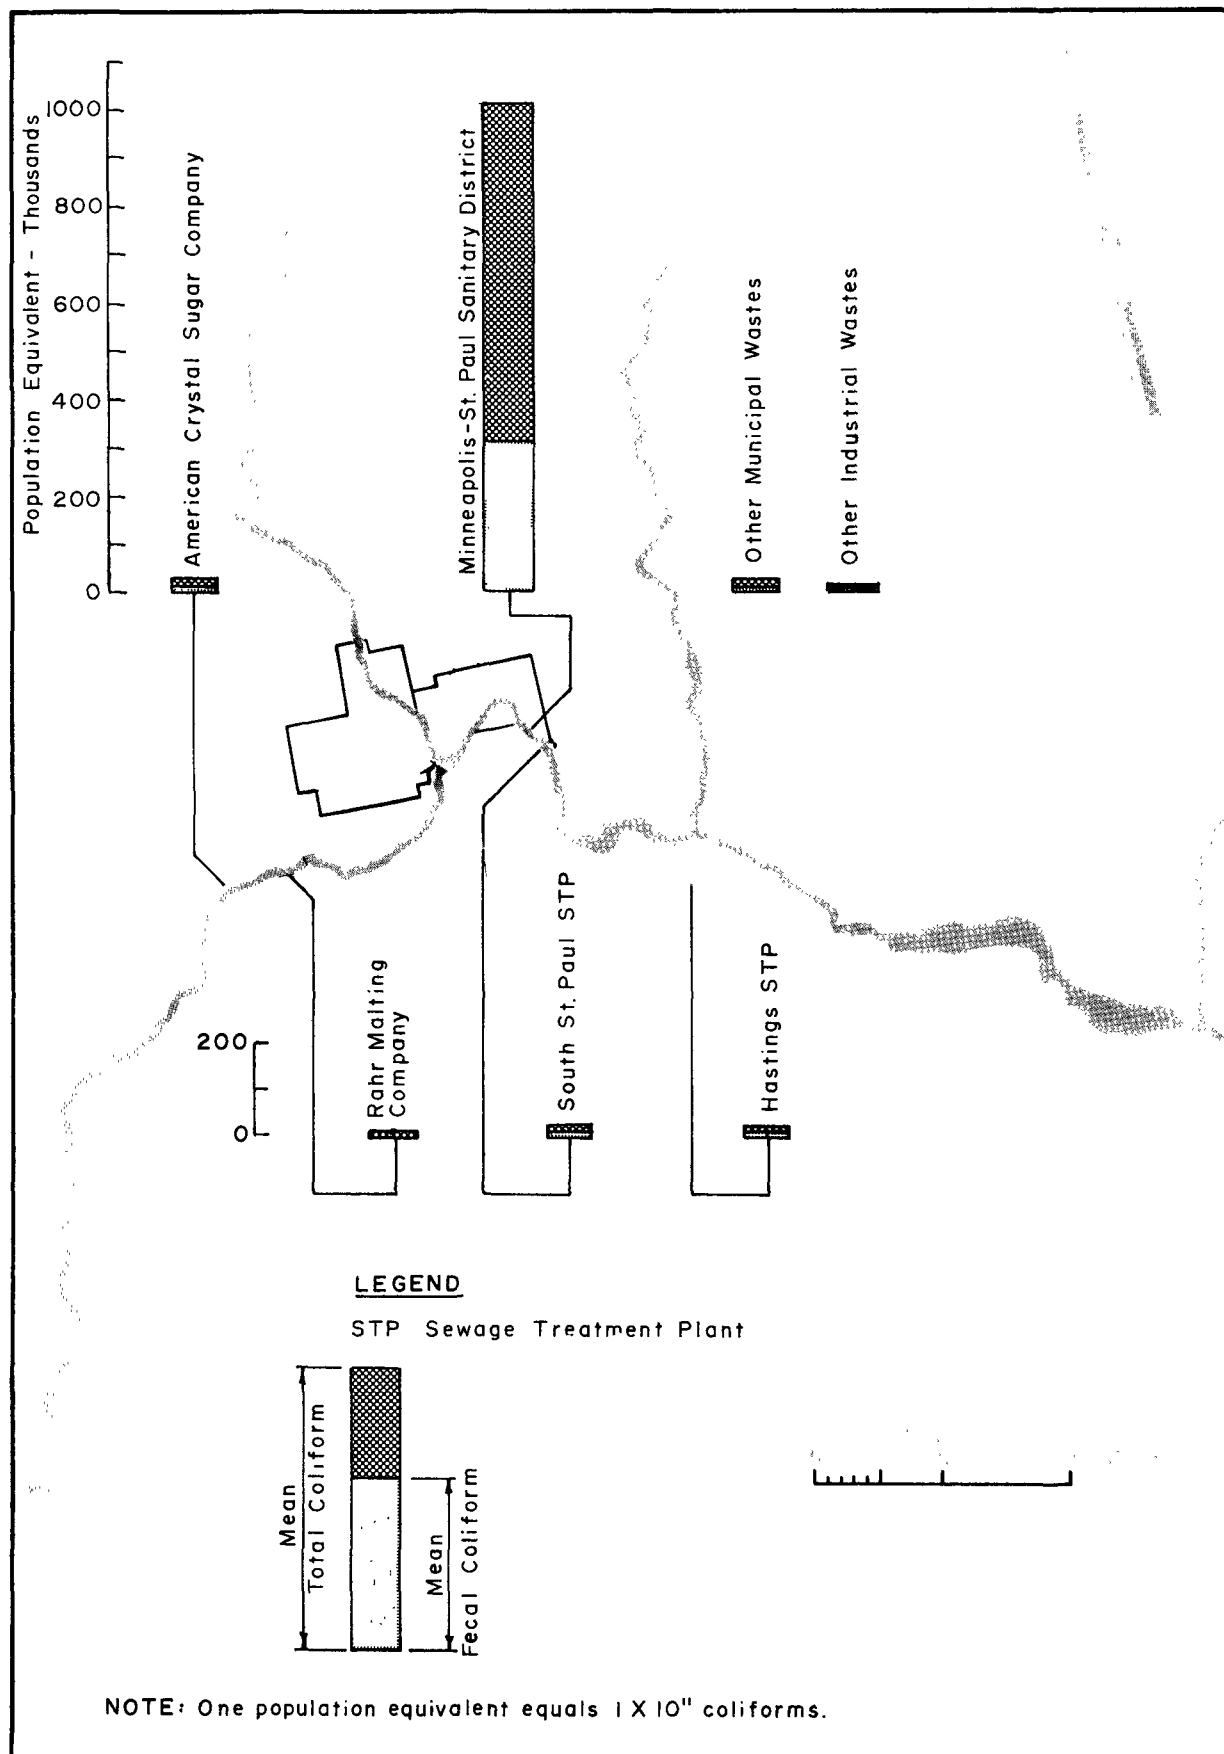 Population Equivalent - Thousands
1000
800
600
400
200
0
American Crystal Sugar Company
Minneapolis-St. Paul Sanitary District
Other Municipal Wastes
Other Industrial Wastes
200
0
Rahr Malting
Company
South St. Paul STP
Hastings STP
LEGEND
STP Sewage Treatment Plant
Mean
Total Coliform
Mean
Fecal Coliform
NOTE: One population equivalent equals 1 X 10" coliforms.